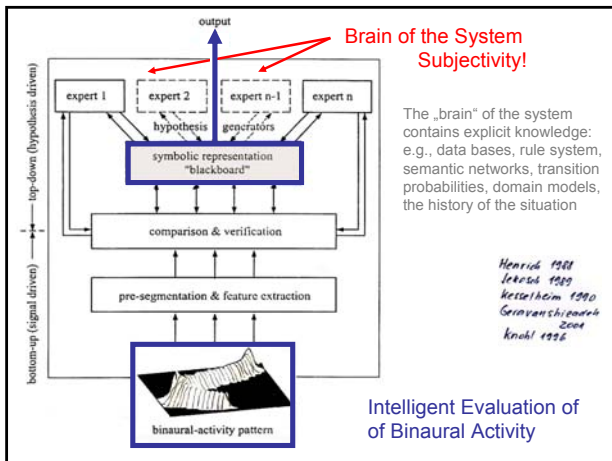 output
Brain of the System
Subjectivity!
expert 1
expert 2
expert n-1
expert n
hypothesis generators
symbolic representation
"blackboard"
comparison & verification
pre-segmentation & feature extraction
binaural-activity pattern
top-down (hypothesis driven)
bottom-up (signal driven)
The „brain“ of the system
contains explicit knowledge:
e.g., data bases, rule system,
semantic networks, transition
probabilities, domain models,
the history of the situation
Henrich 1988
Jekosch 1989
Kesselheim 1990
2001
Knohl 1996
Intelligent Evaluation of
of Binaural Activity